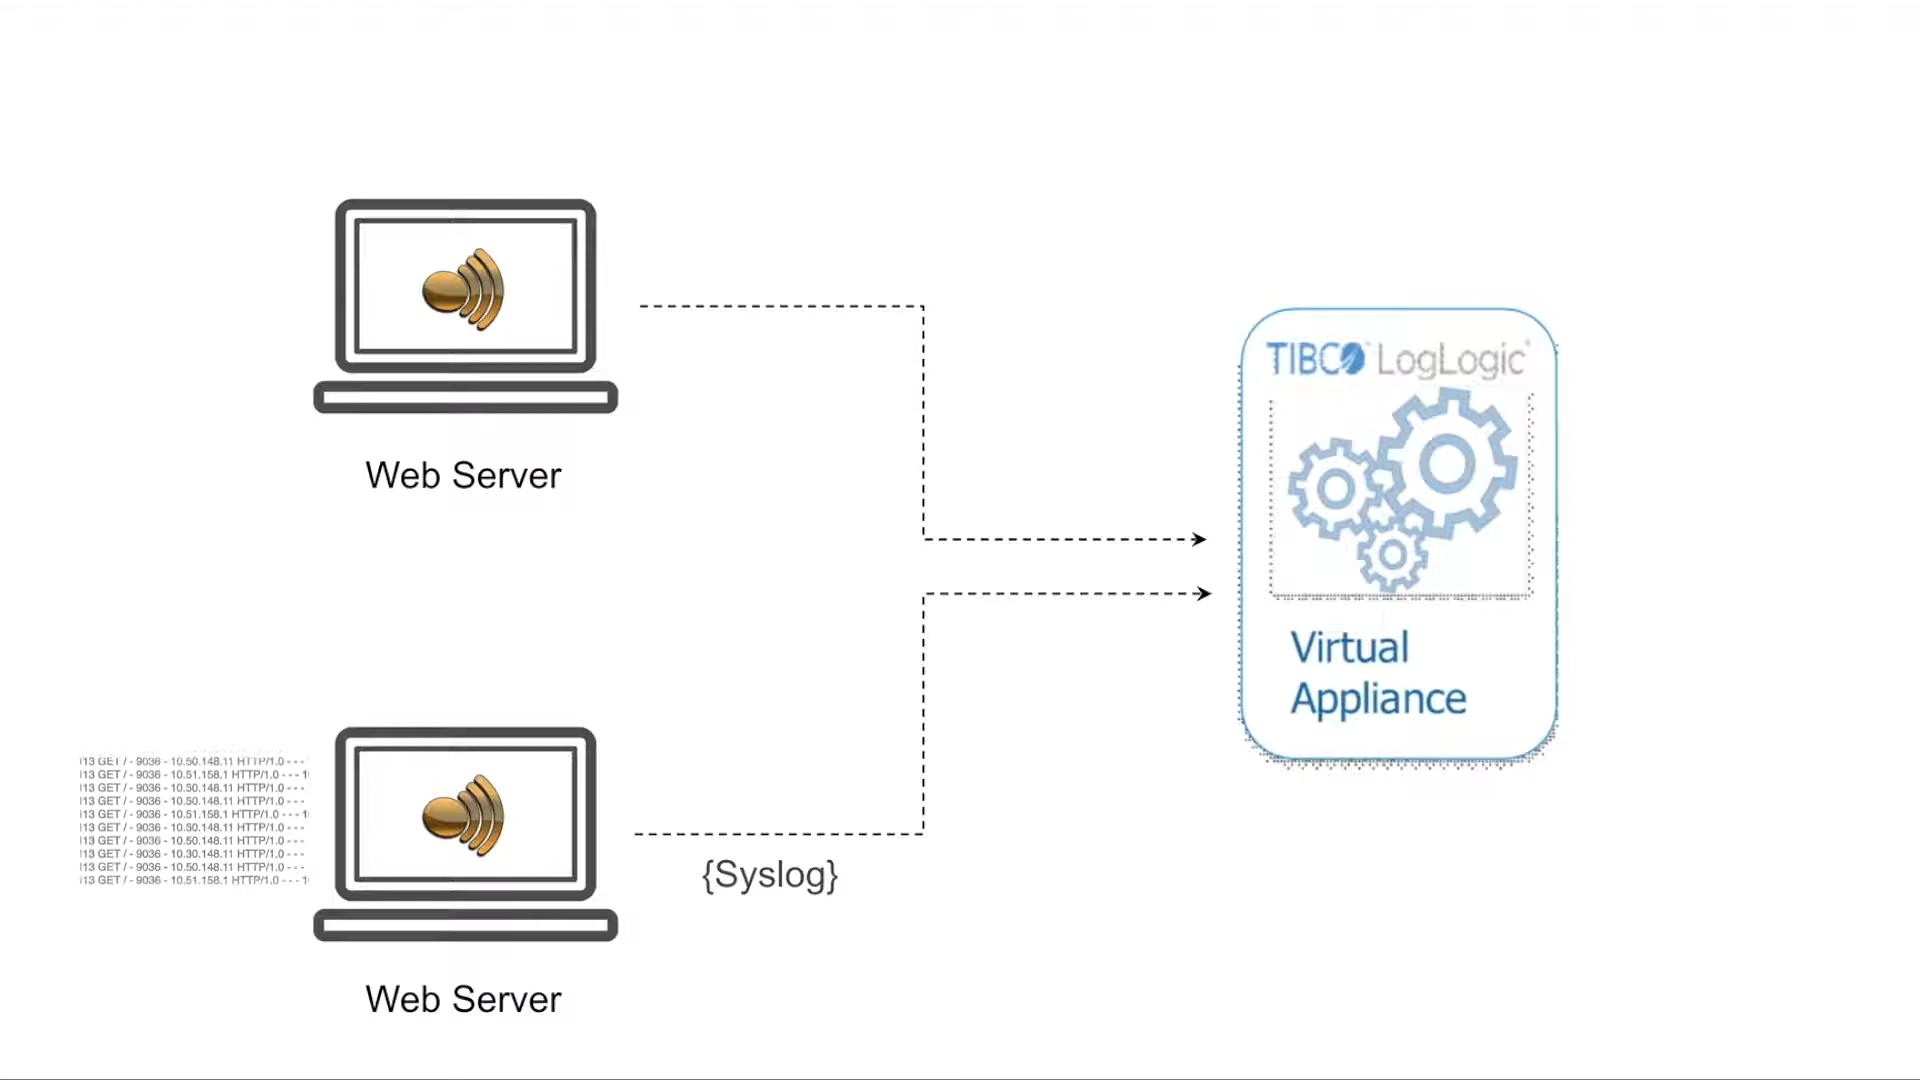 TIBCO LogLogic
Web Server
Virtual
Appliance
13 GET / - 9036 - 10.50.148.11 HTTP/1.0 - - -
13 GET / - 9036 - 10.51.158.1 HTTP/1.0 - - -
13 GET / - 9036 - 10.50.148.11 HTTP/1.0 - - -
13 GET / - 9036 - 10.50.148.11 HTTP/1.0 - - -
13 GET / - 9036 - 10.51.158.1 HTTP/1.0 - - -
13 GET / - 9036 - 10.50.148.11 HTTP/1.0 - - -
13 GET / - 9036 - 10.50.148.11 HTTP/1.0 - - -
13 GET / - 9036 - 10.30.148.11 HTTP/1.0 - - -
13 GET / - 9036 - 10.50.148.11 HTTP/1.0 - - -
13 GET / - 9036 - 10.51.158.1 HTTP/1.0 - - -
{Syslog}
Web Server